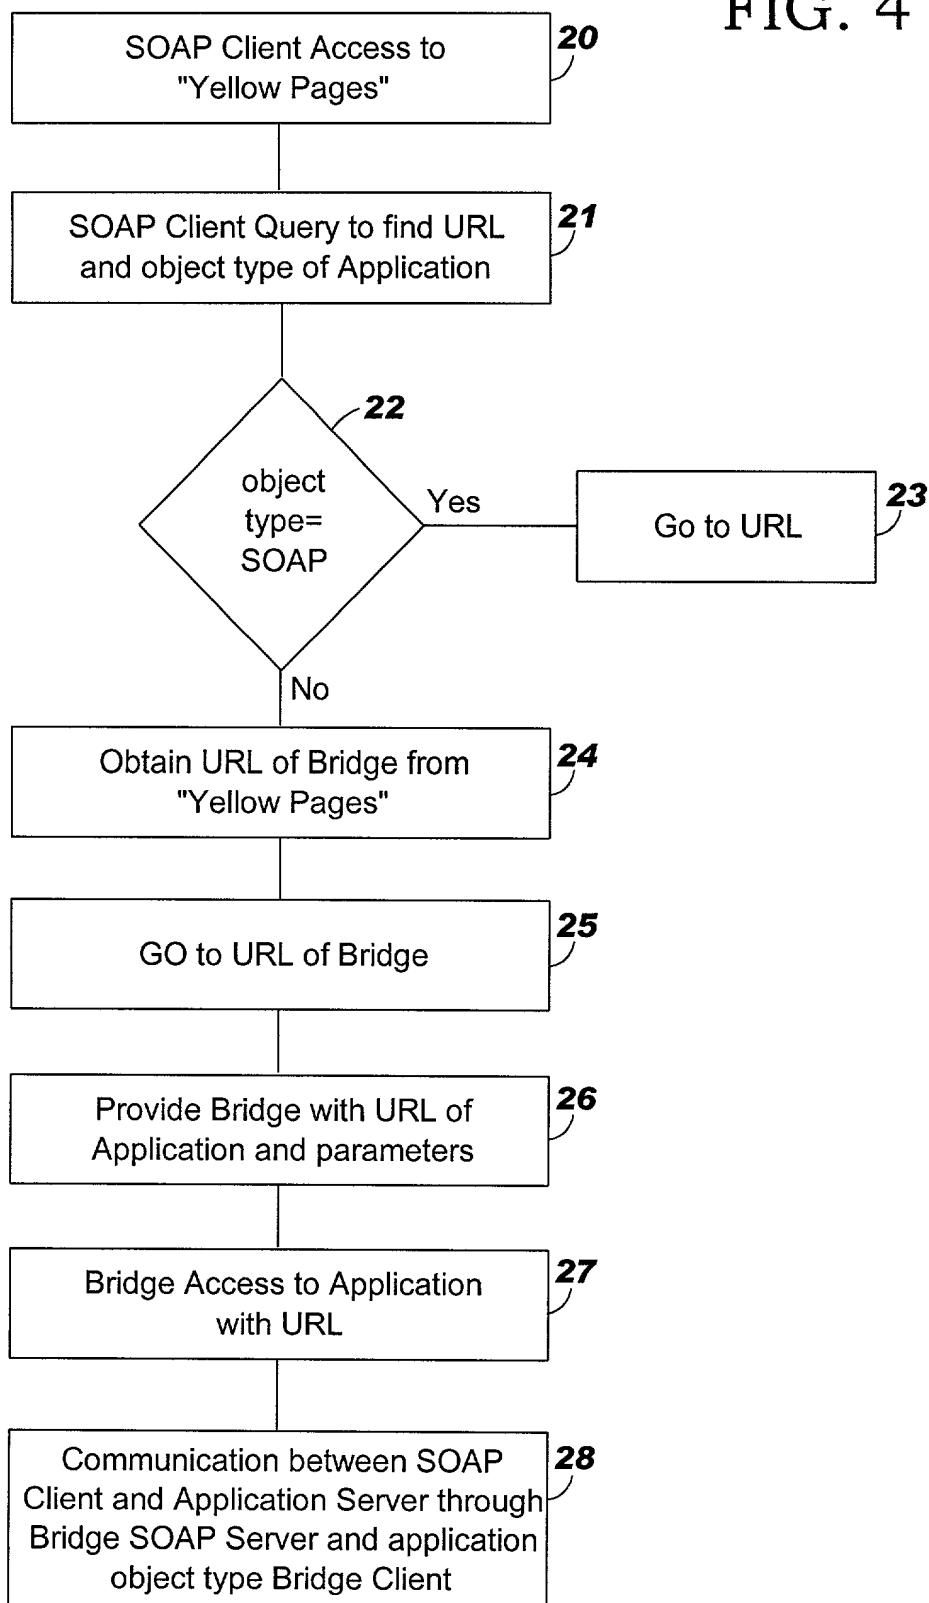 FIG. 4
SOAP Client Access to
"Yellow Pages"
20
SOAP Client Query to find URL
and object type of Application
21
22
object
type=
SOAP
Yes
Go to URL
23
No
Obtain URL of Bridge from
"Yellow Pages"
24
GO to URL of Bridge
25
Provide Bridge with URL of
Application and parameters
26
Bridge Access to Application
with URL
27
Communication between SOAP
Client and Application Server through
Bridge SOAP Server and application
object type Bridge Client
28